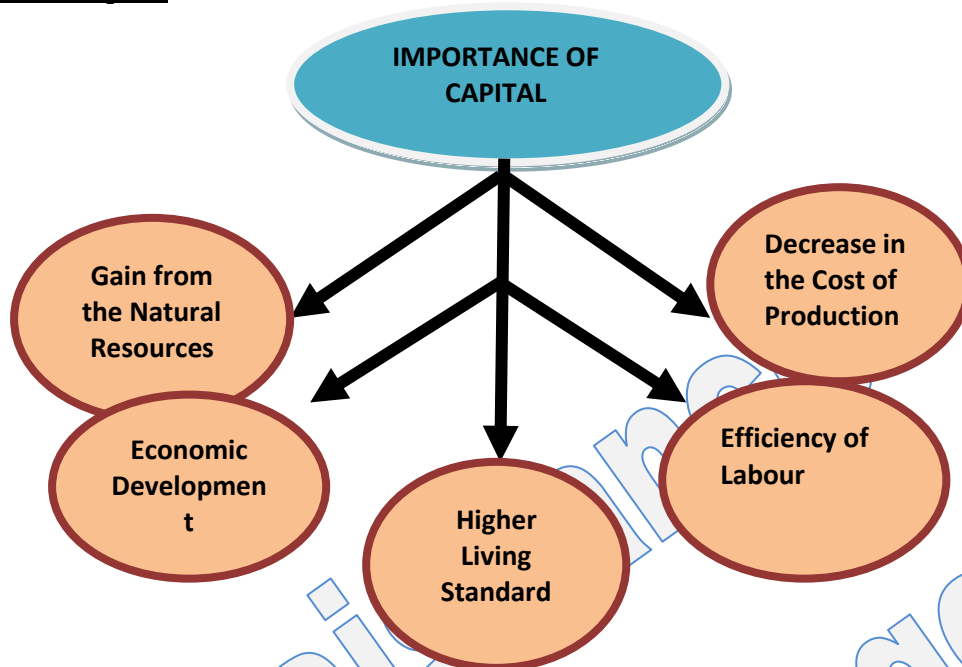 IMPORTANCE OF
CAPITAL
Gain from
the Natural
Resources
Decrease in
the Cost of
Production
Economic
Developmen
t
Efficiency of
Labour
Higher
Living
Standard